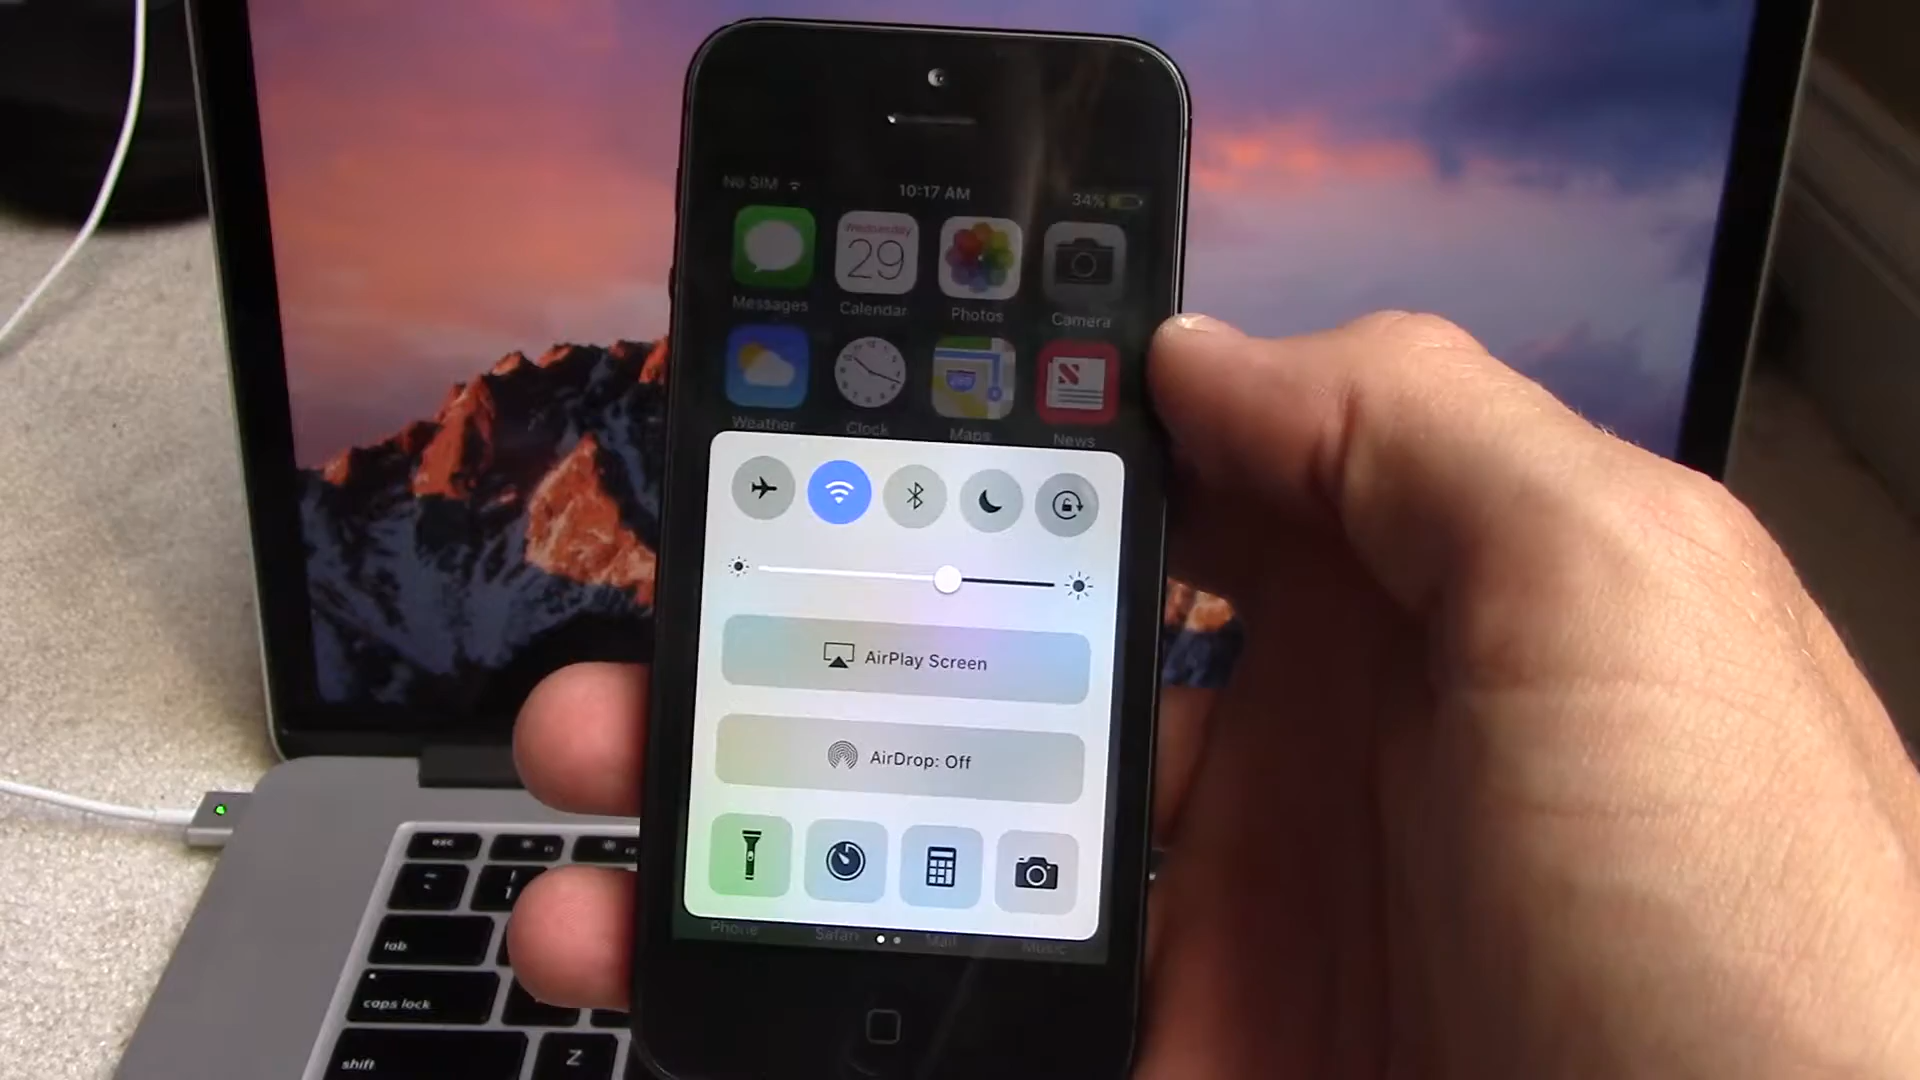 No SIM 10:17 AM 34%
Wednesday
29
Messages Calendar Photos Camera
Weather Clock Maps News
AirPlay Screen
AirDrop: Off
Phone Safari Mail Music
esc
tab
caps lock
shift Z